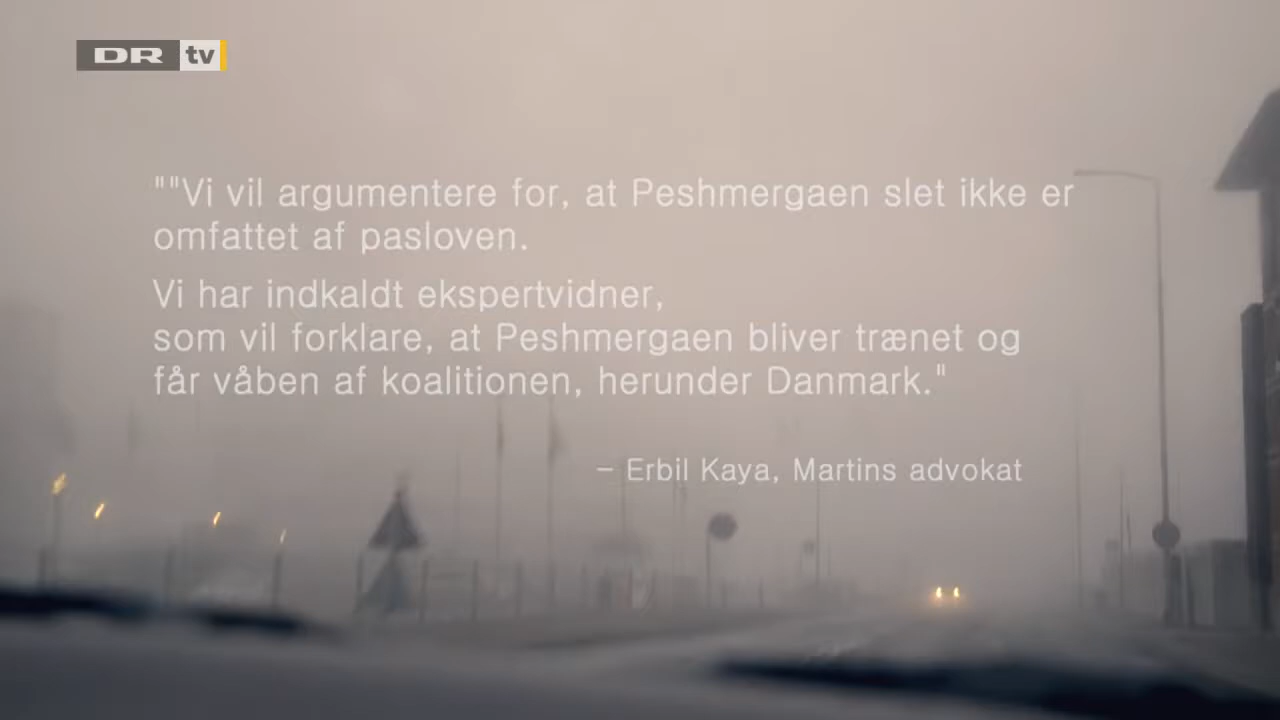 DR tv
""Vi vil argumentere for, at Peshmergaen slet ikke er
omfattet af pasloven.
Vi har indkaldt ekspertvidner,
som vil forklare, at Peshmergaen bliver trænet og
får våben af koalitionen, herunder Danmark."
– Erbil Kaya, Martins advokat